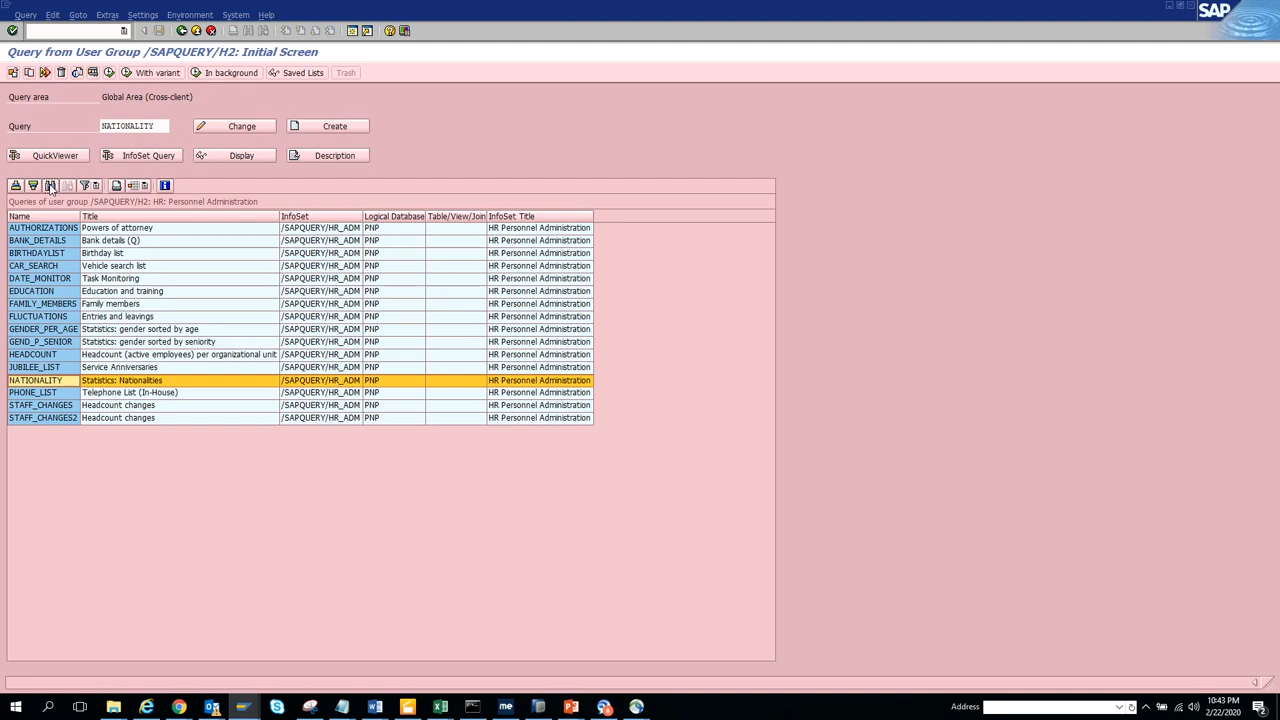 Query Edit Goto Extras Settings Environment System Help
SAP
Query from User Group /SAPQUERY/H2: Initial Screen
With variant In background Saved Lists Trash
Query area Global Area (Cross-client)
Query NATIONALITY Change Create
QuickViewer InfoSet Query Display Description
Queries of user group /SAPQUERY/H2: HR: Personnel Administration
Name Title InfoSet Logical Database Table/View/Join InfoSet Title
AUTHORIZATIONS Powers of attorney /SAPQUERY/HR_ADM PNP HR Personnel Administration
BANK_DETAILS Bank details (Q) /SAPQUERY/HR_ADM PNP HR Personnel Administration
BIRTHDAYLIST Birthday list /SAPQUERY/HR_ADM PNP HR Personnel Administration
CAR_SEARCH Vehicle search list /SAPQUERY/HR_ADM PNP HR Personnel Administration
DATE_MONITOR Task Monitoring /SAPQUERY/HR_ADM PNP HR Personnel Administration
EDUCATION Education and training /SAPQUERY/HR_ADM PNP HR Personnel Administration
FAMILY_MEMBERS Family members /SAPQUERY/HR_ADM PNP HR Personnel Administration
FLUCTUATIONS Entries and leavings /SAPQUERY/HR_ADM PNP HR Personnel Administration
GENDER_PER_AGE Statistics: gender sorted by age /SAPQUERY/HR_ADM PNP HR Personnel Administration
GEND_P_SENIOR Statistics: gender sorted by seniority /SAPQUERY/HR_ADM PNP HR Personnel Administration
HEADCOUNT Headcount (active employees) per organizational unit /SAPQUERY/HR_ADM PNP HR Personnel Administration
JUBILEE_LIST Service Anniversaries /SAPQUERY/HR_ADM PNP HR Personnel Administration
NATIONALITY Statistics: Nationalities /SAPQUERY/HR_ADM PNP HR Personnel Administration
PHONE_LIST Telephone List (In-House) /SAPQUERY/HR_ADM PNP HR Personnel Administration
STAFF_CHANGES Headcount changes /SAPQUERY/HR_ADM PNP HR Personnel Administration
STAFF_CHANGES2 Headcount changes /SAPQUERY/HR_ADM PNP HR Personnel Administration
me Address 10:43 PM
2/22/2020